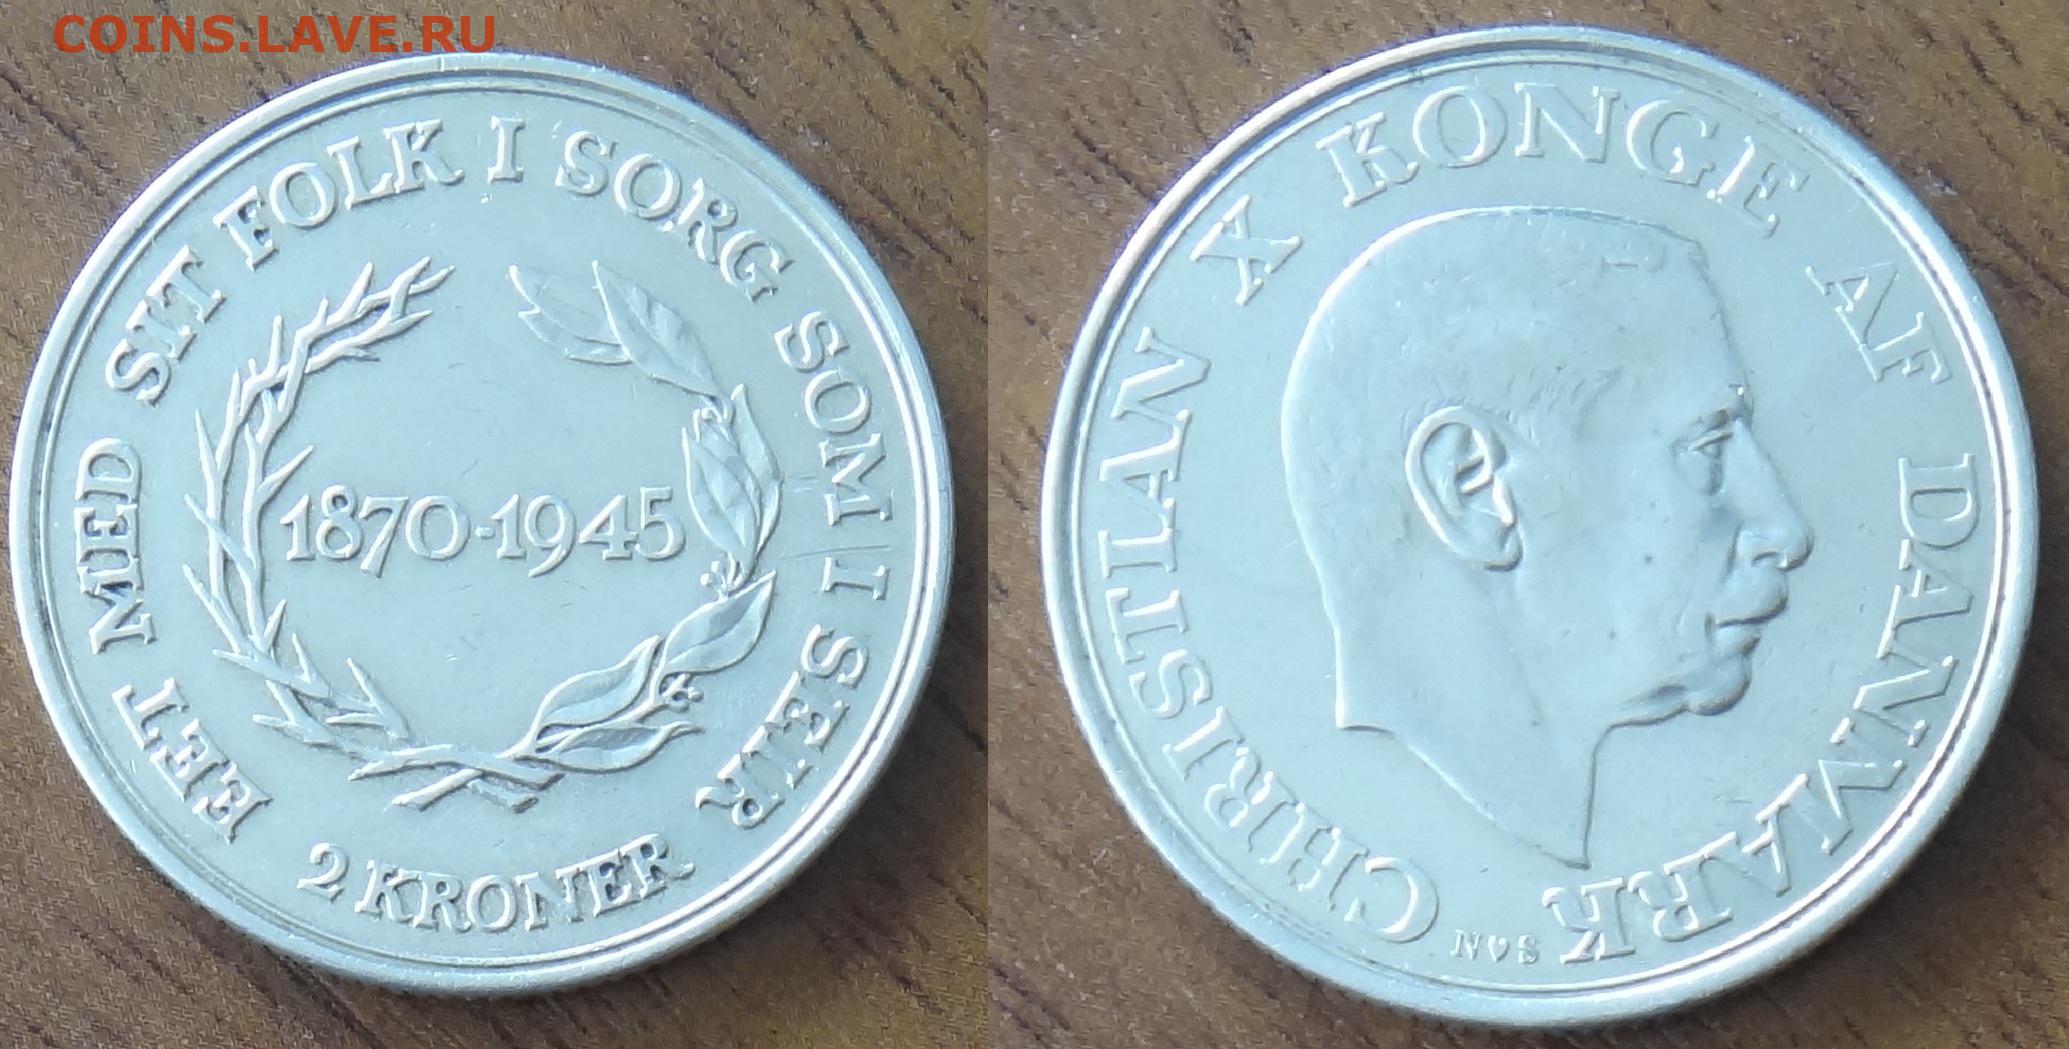 COINS.LAVE.RU
EET MED SIT FOLK I SORG SOM I SEIR
1870-1945
2 KRONER
CHRISTIAN X KONGE AF DANMARK
N♥S